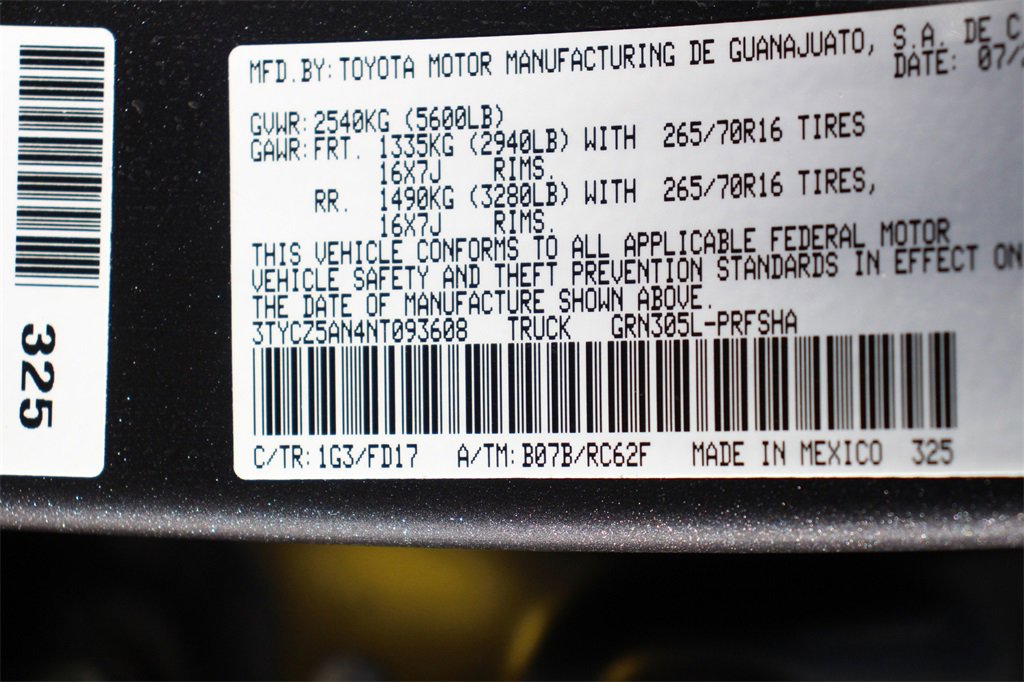 325
MFD.BY:TOYOTA MOTOR MANUFACTURING DE GUANAJUATO, S.A. DE C
DATE: 07/
GVWR:2540KG (5600LB)
GAWR:FRT. 1335KG (2940LB) WITH 265/70R16 TIRES
16X7J RIMS.
RR. 1490KG (3280LB) WITH 265/70R16 TIRES,
16X7J RIMS.
THIS VEHICLE CONFORMS TO ALL APPLICABLE FEDERAL MOTOR
VEHICLE SAFETY AND THEFT PREVENTION STANDARDS IN EFFECT ON
THE DATE OF MANUFACTURE SHOWN ABOVE.
3TYCZ5AN4NT093608 TRUCK GRN305L-PRFSHA
C/TR:1G3/FD17 A/TM:B07B/RC62F MADE IN MEXICO 325